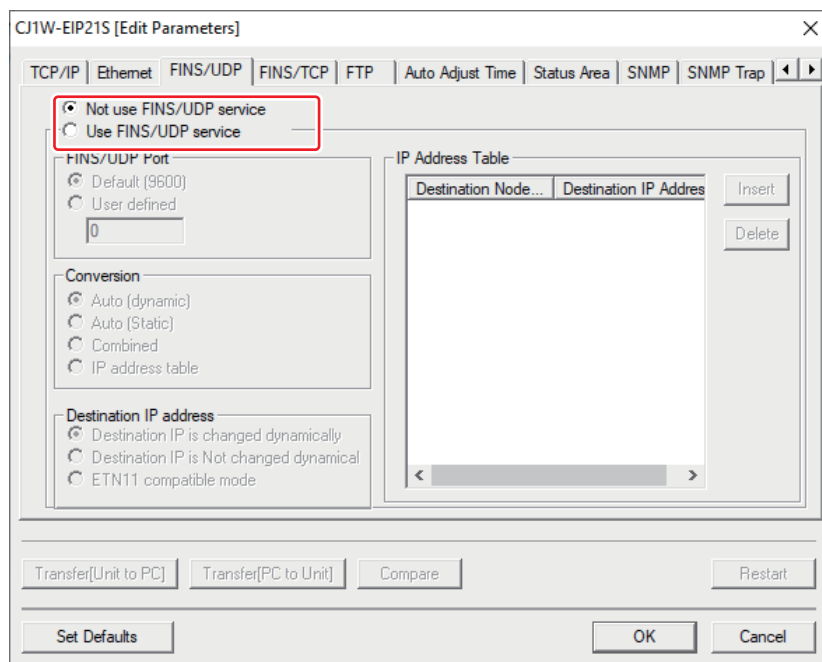 CJ1W-EIP21S [Edit Parameters]
TCP/IP Ethernet FINS/UDP FINS/TCP FTP Auto Adjust Time Status Area SNMP SNMP Trap
Not use FINS/UDP service
Use FINS/UDP service
FINS/UDP Port
Default (9600)
User defined
0
Conversion
Auto (dynamic)
Auto (Static)
Combined
IP address table
Destination IP address
Destination IP is changed dynamically
Destination IP is Not changed dynamical
ETN11 compatible mode
IP Address Table
Destination Node... Destination IP Addres
Insert
Delete
Transfer[Unit to PC] Transfer[PC to Unit] Compare Restart
Set Defaults OK Cancel